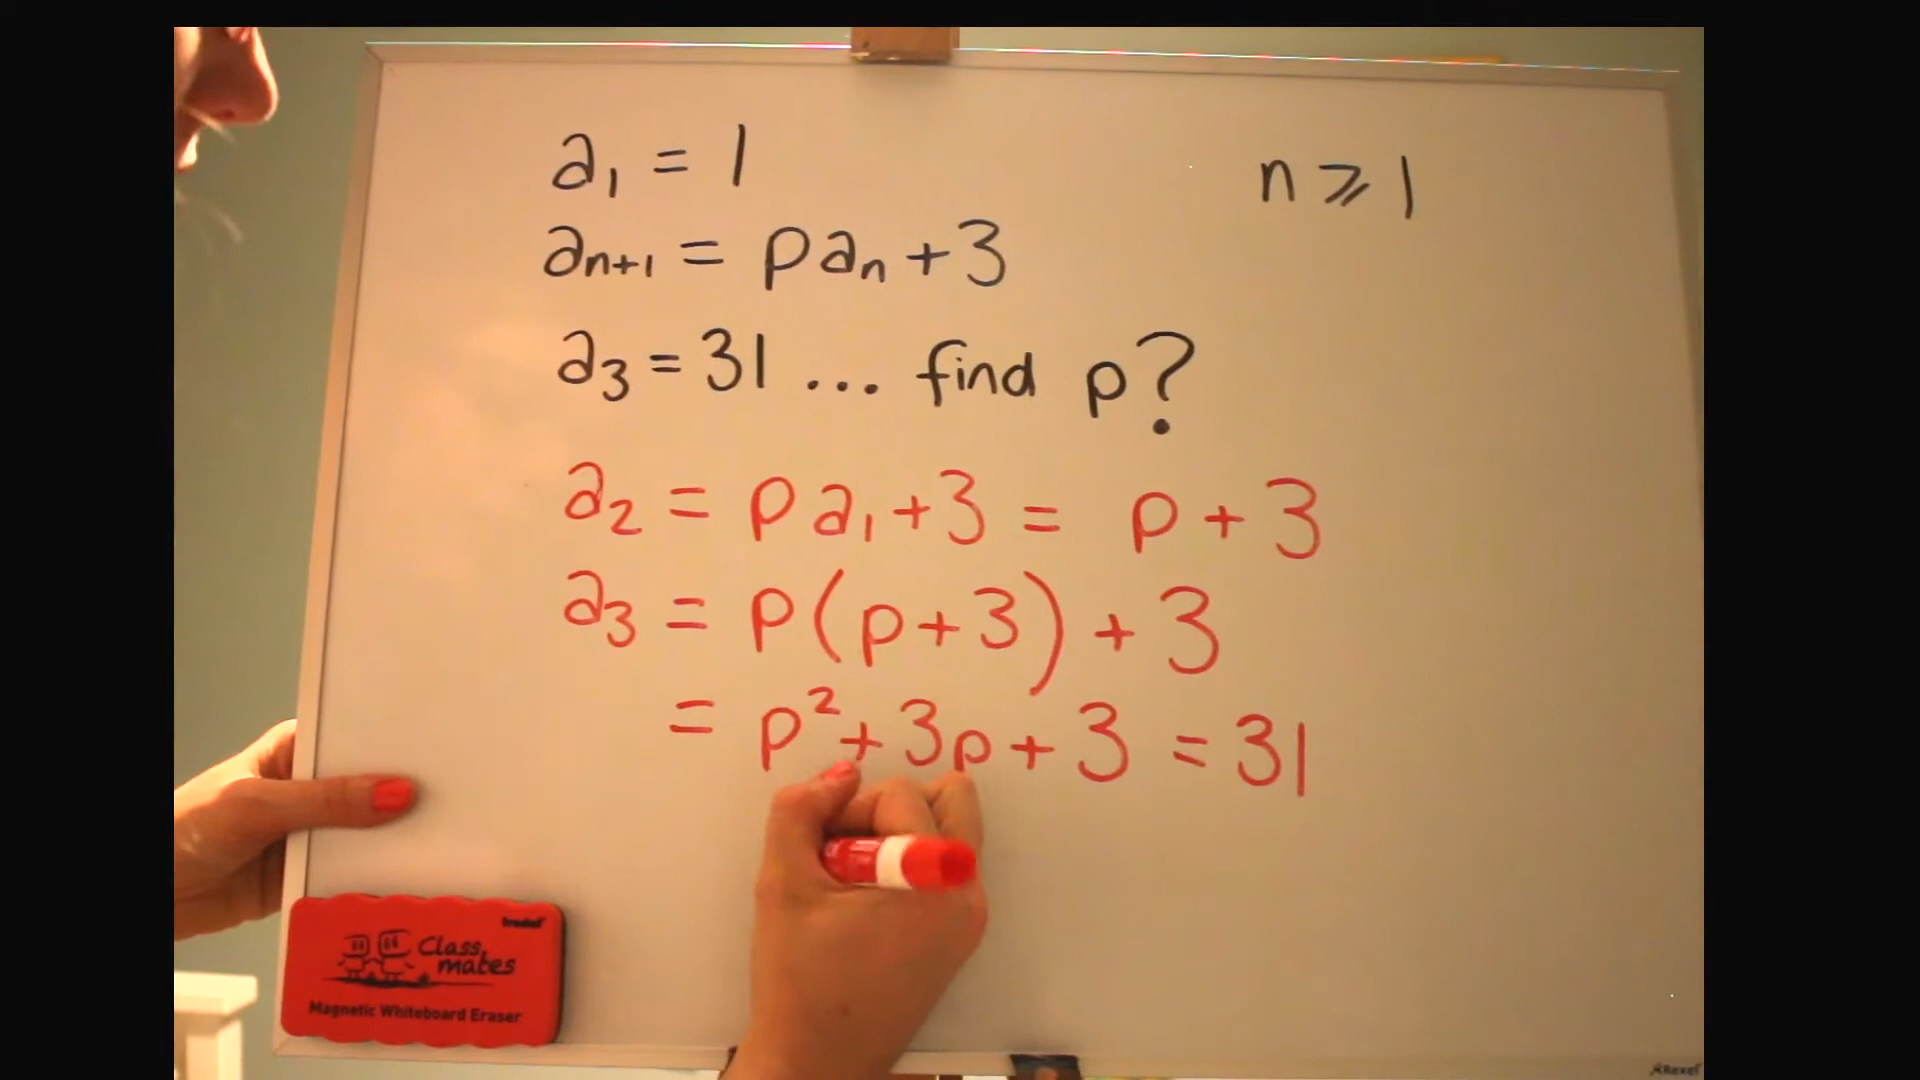 a₁ = 1
n ⩾ 1
aₙ₊₁ = paₙ + 3
a₃ = 31 ... find p?
a₂ = pa₁ + 3 = p + 3
a₃ = p(p + 3) + 3
= p² + 3p + 3 = 31
Class
mates
Magnetic Whiteboard Eraser
Rexel